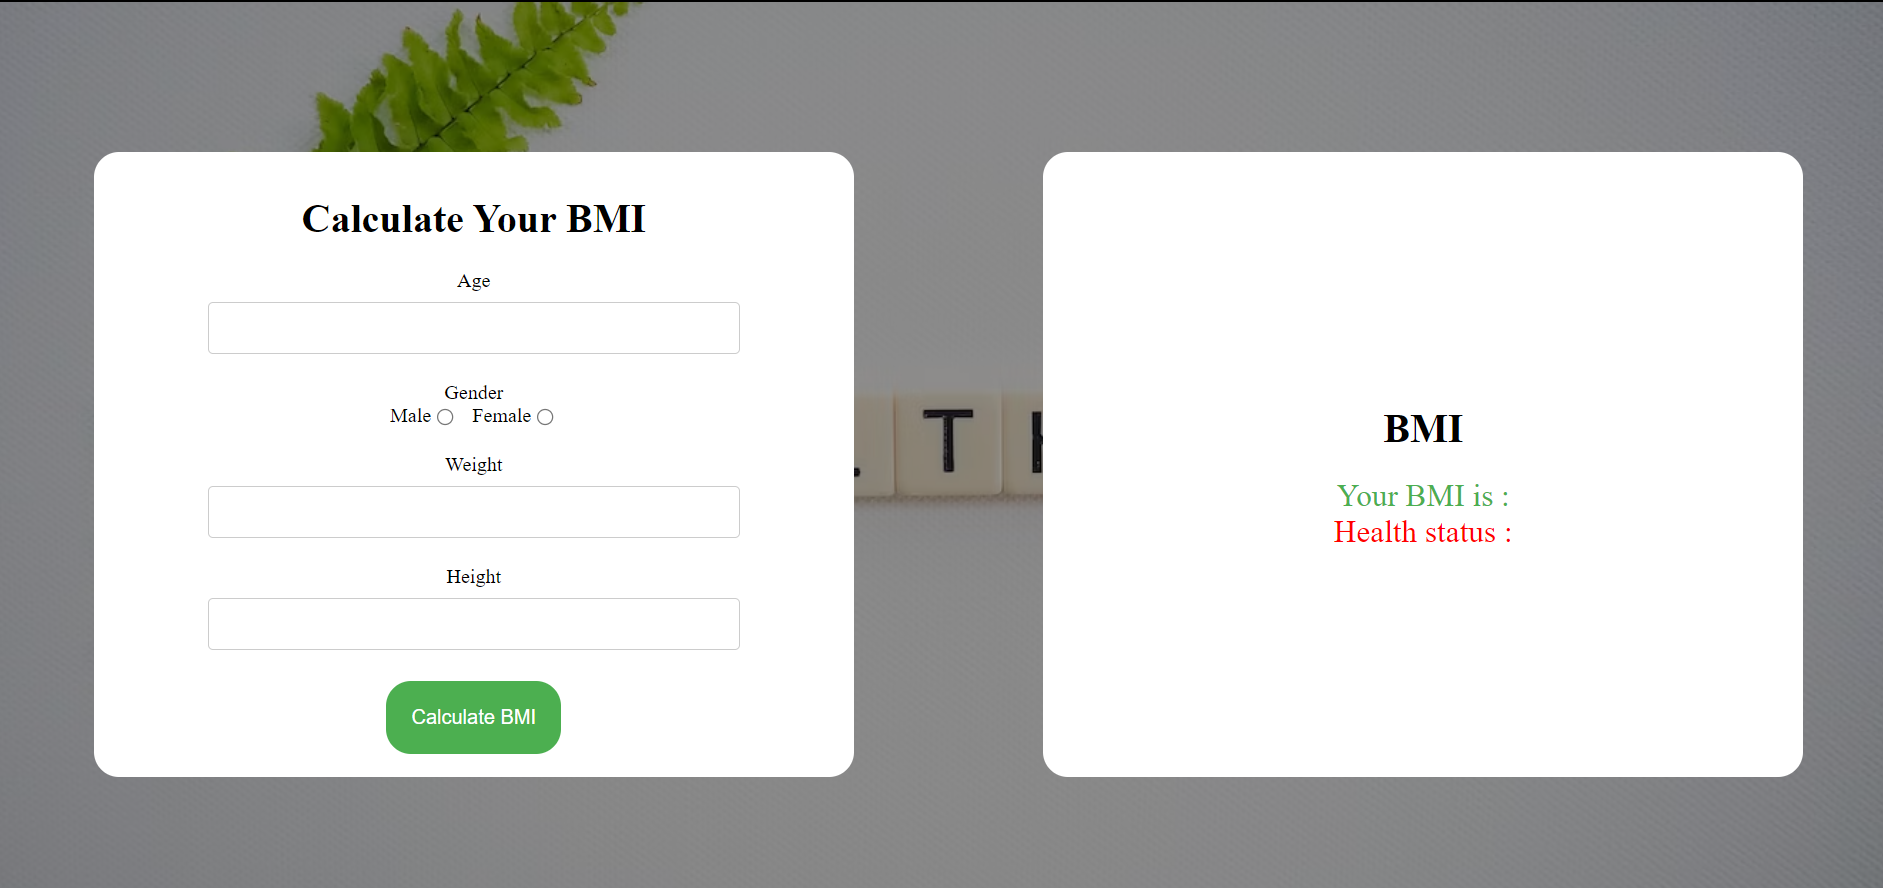 Calculate Your BMI
Age
Gender
Male Female
Weight
Height
Calculate BMI
T
BMI
Your BMI is :
Health status :